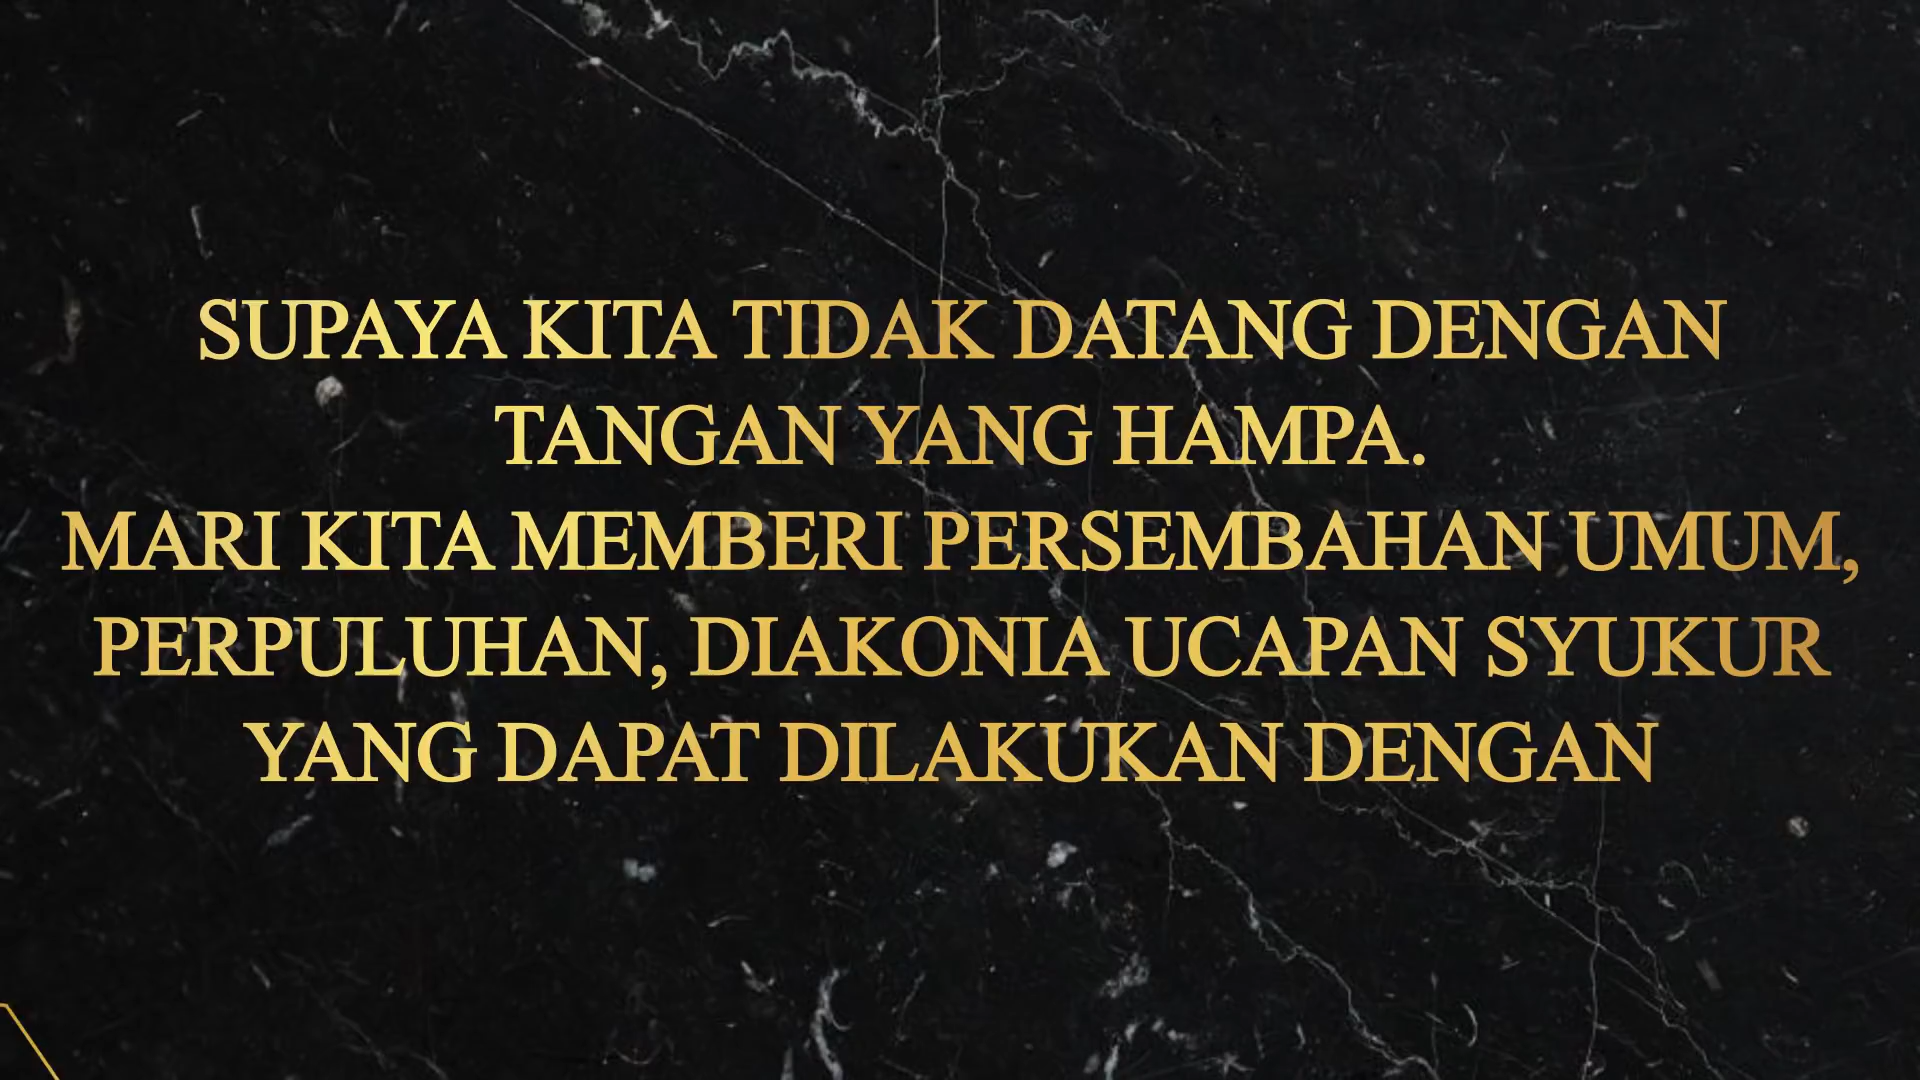 SUPAYA KITA TIDAK DATANG DENGAN
TANGAN YANG HAMPA.
MARI KITA MEMBERI PERSEMBAHAN UMUM,
PERPULUHAN, DIAKONIA UCAPAN SYUKUR
YANG DAPAT DILAKUKAN DENGAN